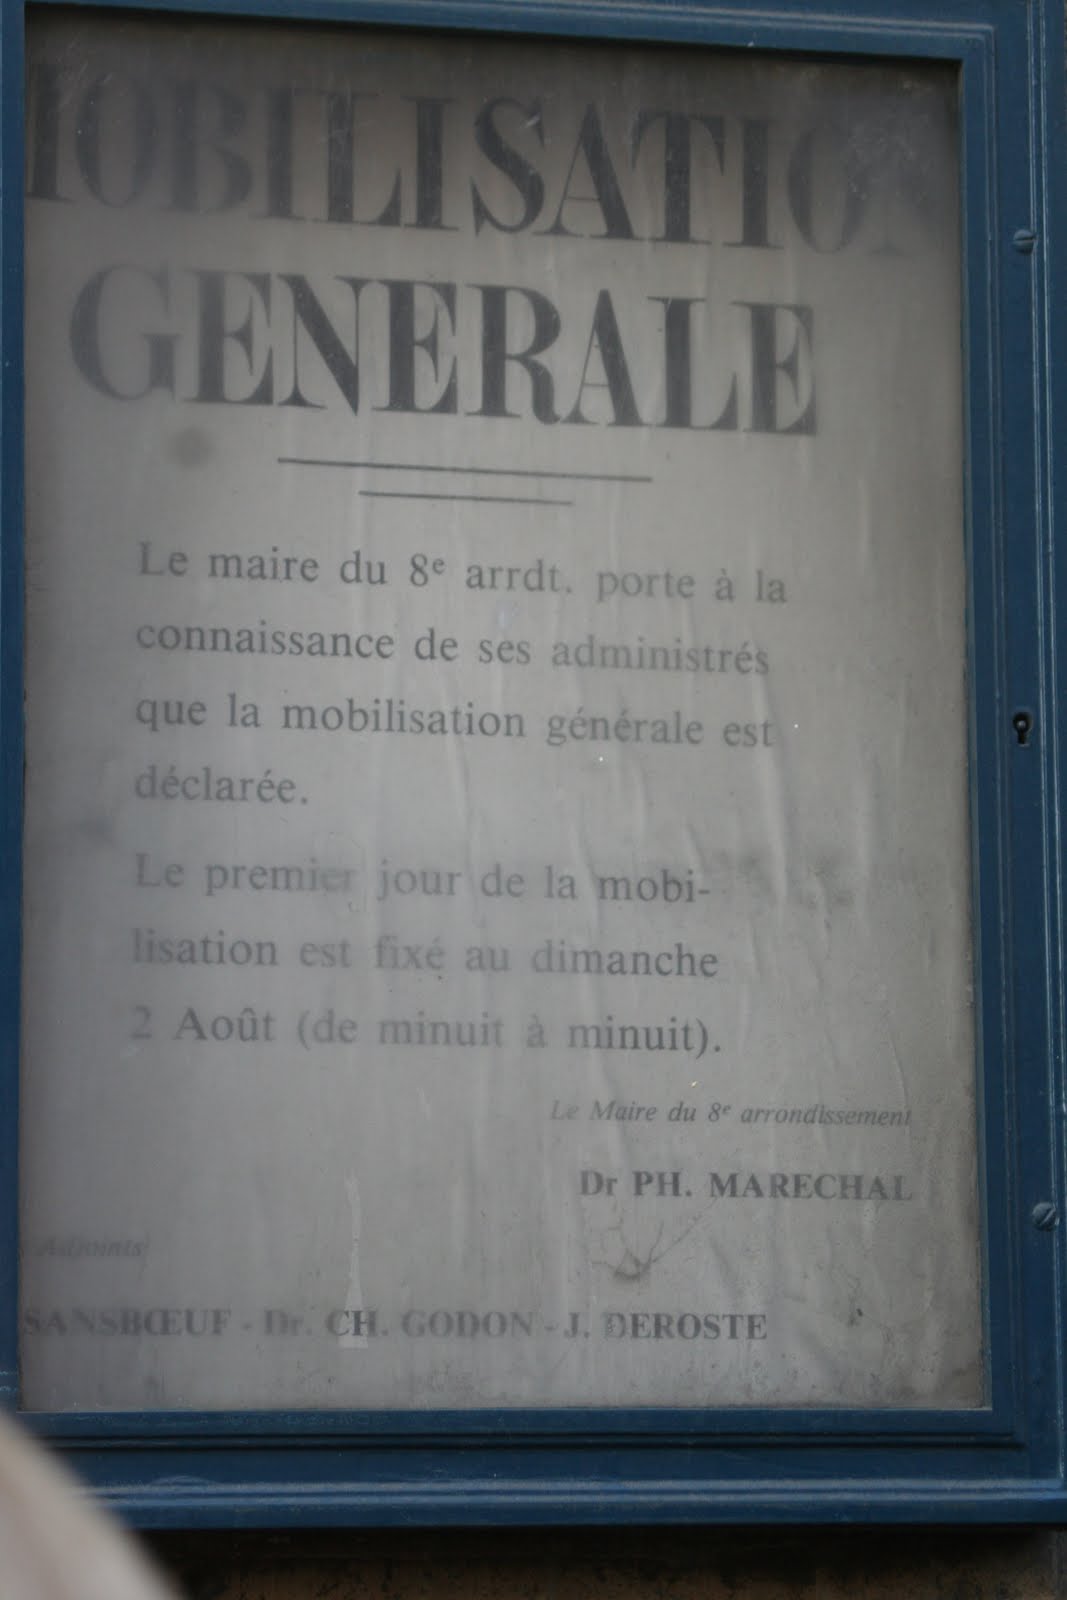 MOBILISATION
GENERALE
Le maire du 8e arrdt. porte à la
connaissance de ses administrés
que la mobilisation générale est
déclarée.
Le premier jour de la mobi-
lisation est fixé au dimanche
2 Août (de minuit à minuit).
Le Maire du 8e arrondissement
Dr PH. MARECHAL
Adjoints
SANSBŒUF - Dr. CH. GODON - J. DEROSTE